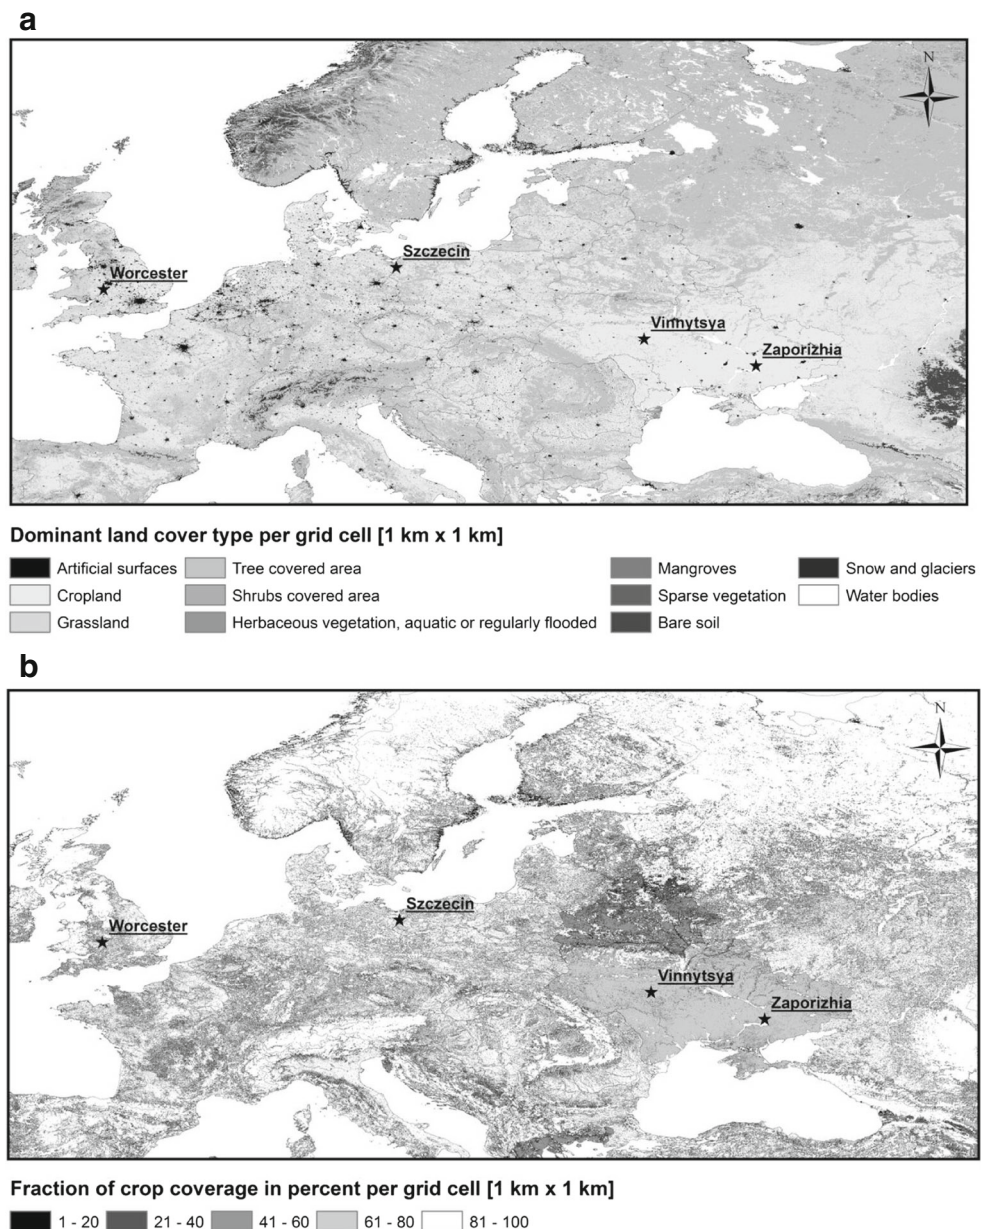 a
N
Szczecin
Worcester
Vinnytsya
Zaporizhia
Dominant land cover type per grid cell [1 km x 1 km]
Artificial surfaces Tree covered area Mangroves Snow and glaciers
Cropland Shrubs covered area Sparse vegetation Water bodies
Grassland Herbaceous vegetation, aquatic or regularly flooded Bare soil
b
N
Szczecin
Worcester
Vinnytsya
Zaporizhia
Fraction of crop coverage in percent per grid cell [1 km x 1 km]
1 - 20 21 - 40 41 - 60 61 - 80 81 - 100